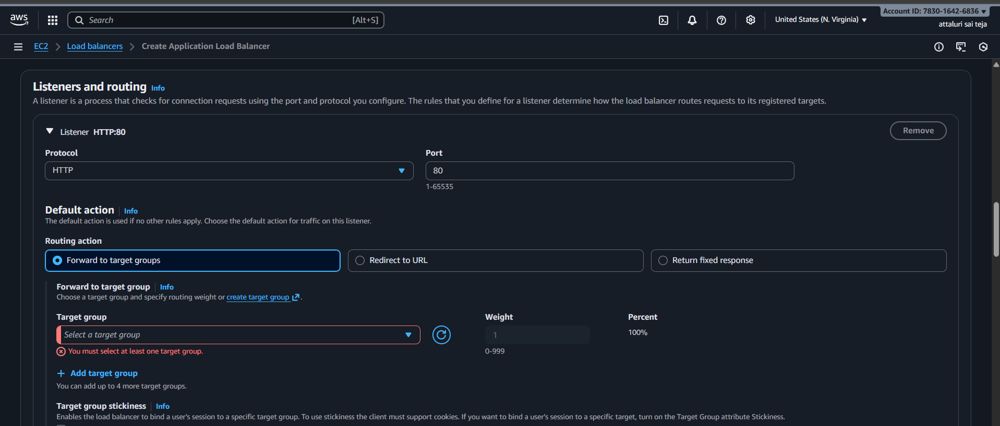 aws
Search
[Alt+S]
United States (N. Virginia)
Account ID: 7830-1642-6836
attaluri sai teja
EC2
Load balancers
Create Application Load Balancer
Listeners and routing Info
A listener is a process that checks for connection requests using the port and protocol you configure. The rules that you define for a listener determine how the load balancer routes requests to its registered targets.
Listener HTTP:80
Remove
Protocol
Port
HTTP
80
1-65535
Default action Info
The default action is used if no other rules apply. Choose the default action for traffic on this listener.
Routing action
Forward to target groups
Redirect to URL
Return fixed response
Forward to target group Info
Choose a target group and specify routing weight or create target group .
Target group
Weight
Percent
Select a target group
1
100%
You must select at least one target group.
0-999
+ Add target group
You can add up to 4 more target groups.
Target group stickiness Info
Enables the load balancer to bind a user's session to a specific target group. To use stickiness the client must support cookies. If you want to bind a user's session to a specific target, turn on the Target Group attribute Stickiness.